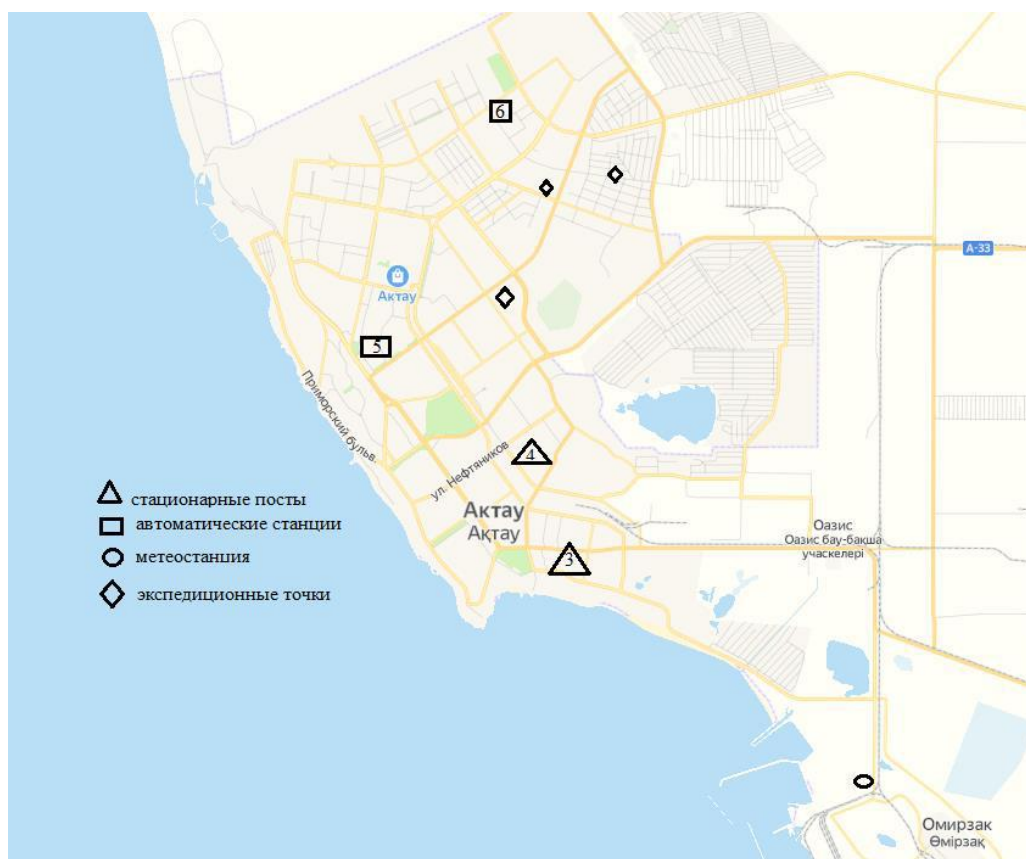 6
А-33
Актау
5
Приморский бульв.
ул. Нефтяников
4
стационарные посты
автоматические станции
метеостанция
экспедиционные точки
Актау
Ақтау
3
Оазис
Оазис бау-бақша
учаскелері
Омирзак
Өмірзақ